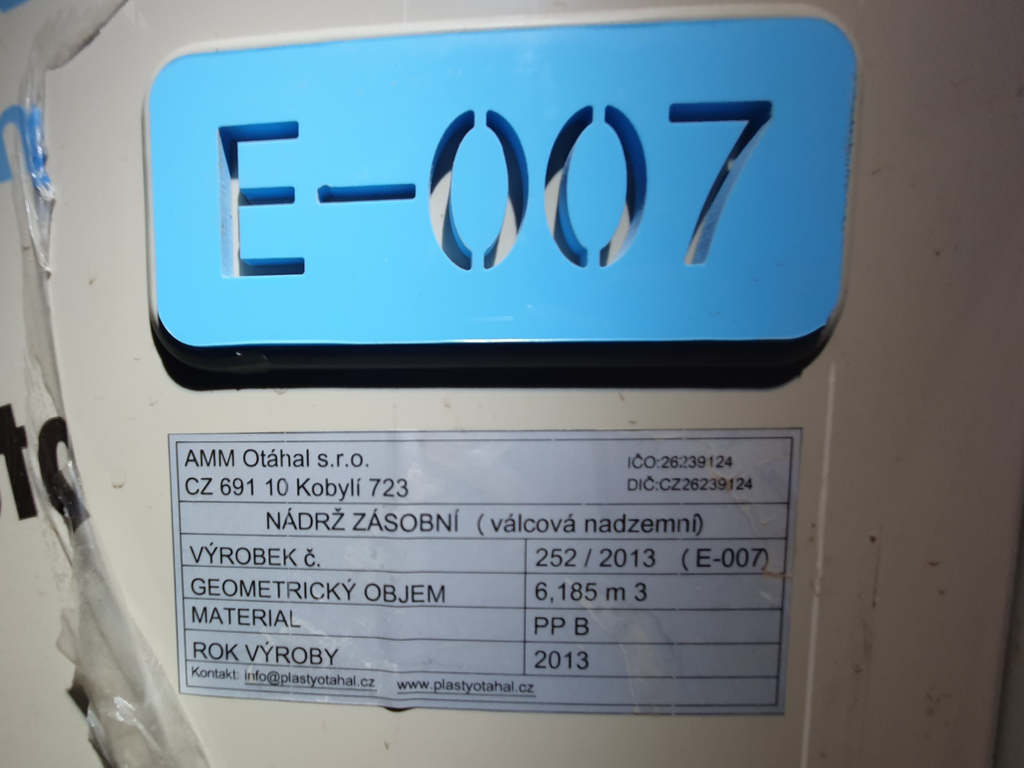 E-007
AMM Otáhal s.r.o. IČO:26239124
CZ 691 10 Kobylí 723 DIČ:CZ26239124
NÁDRŽ ZÁSOBNÍ ( válcová nadzemní)
VÝROBEK č. 252 / 2013 ( E-007)
GEOMETRICKÝ OBJEM 6,185 m 3
MATERIAL PP B
ROK VÝROBY 2013
Kontakt: info@plastyotahal.cz www.plastyotahal.cz